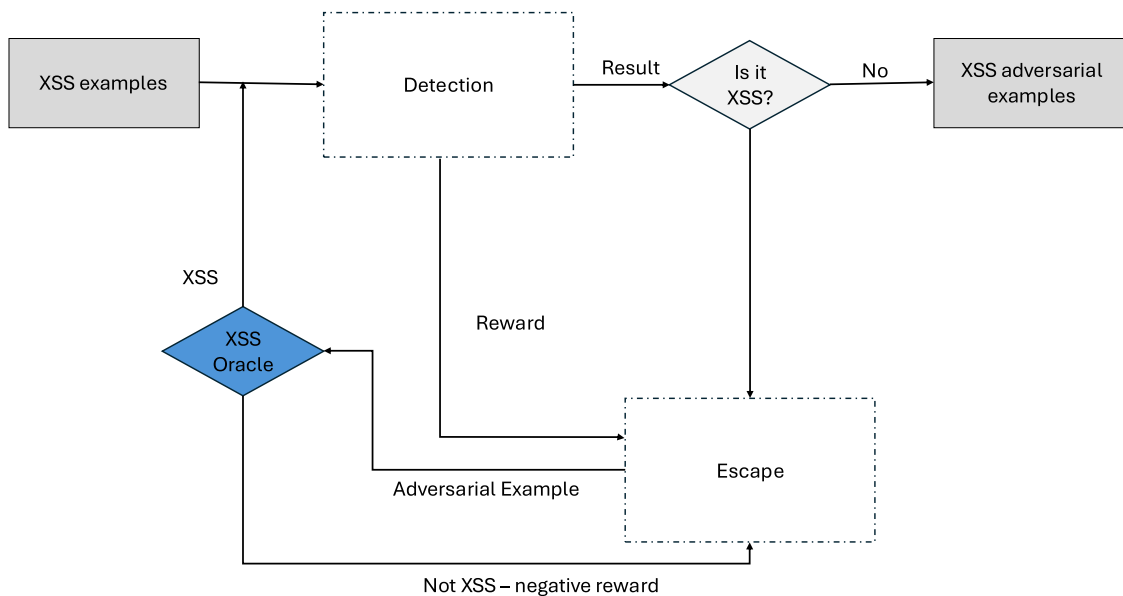 XSS examples
Detection
Result
Is it
XSS?
No
XSS adversarial
examples
XSS
Reward
XSS
Oracle
Escape
Adversarial Example
Not XSS – negative reward